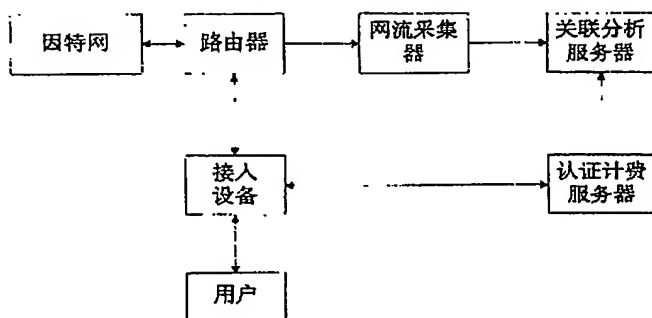 因特网
路由器
网流采集
器
关联分析
服务器
接入
设备
认证计费
服务器
用户